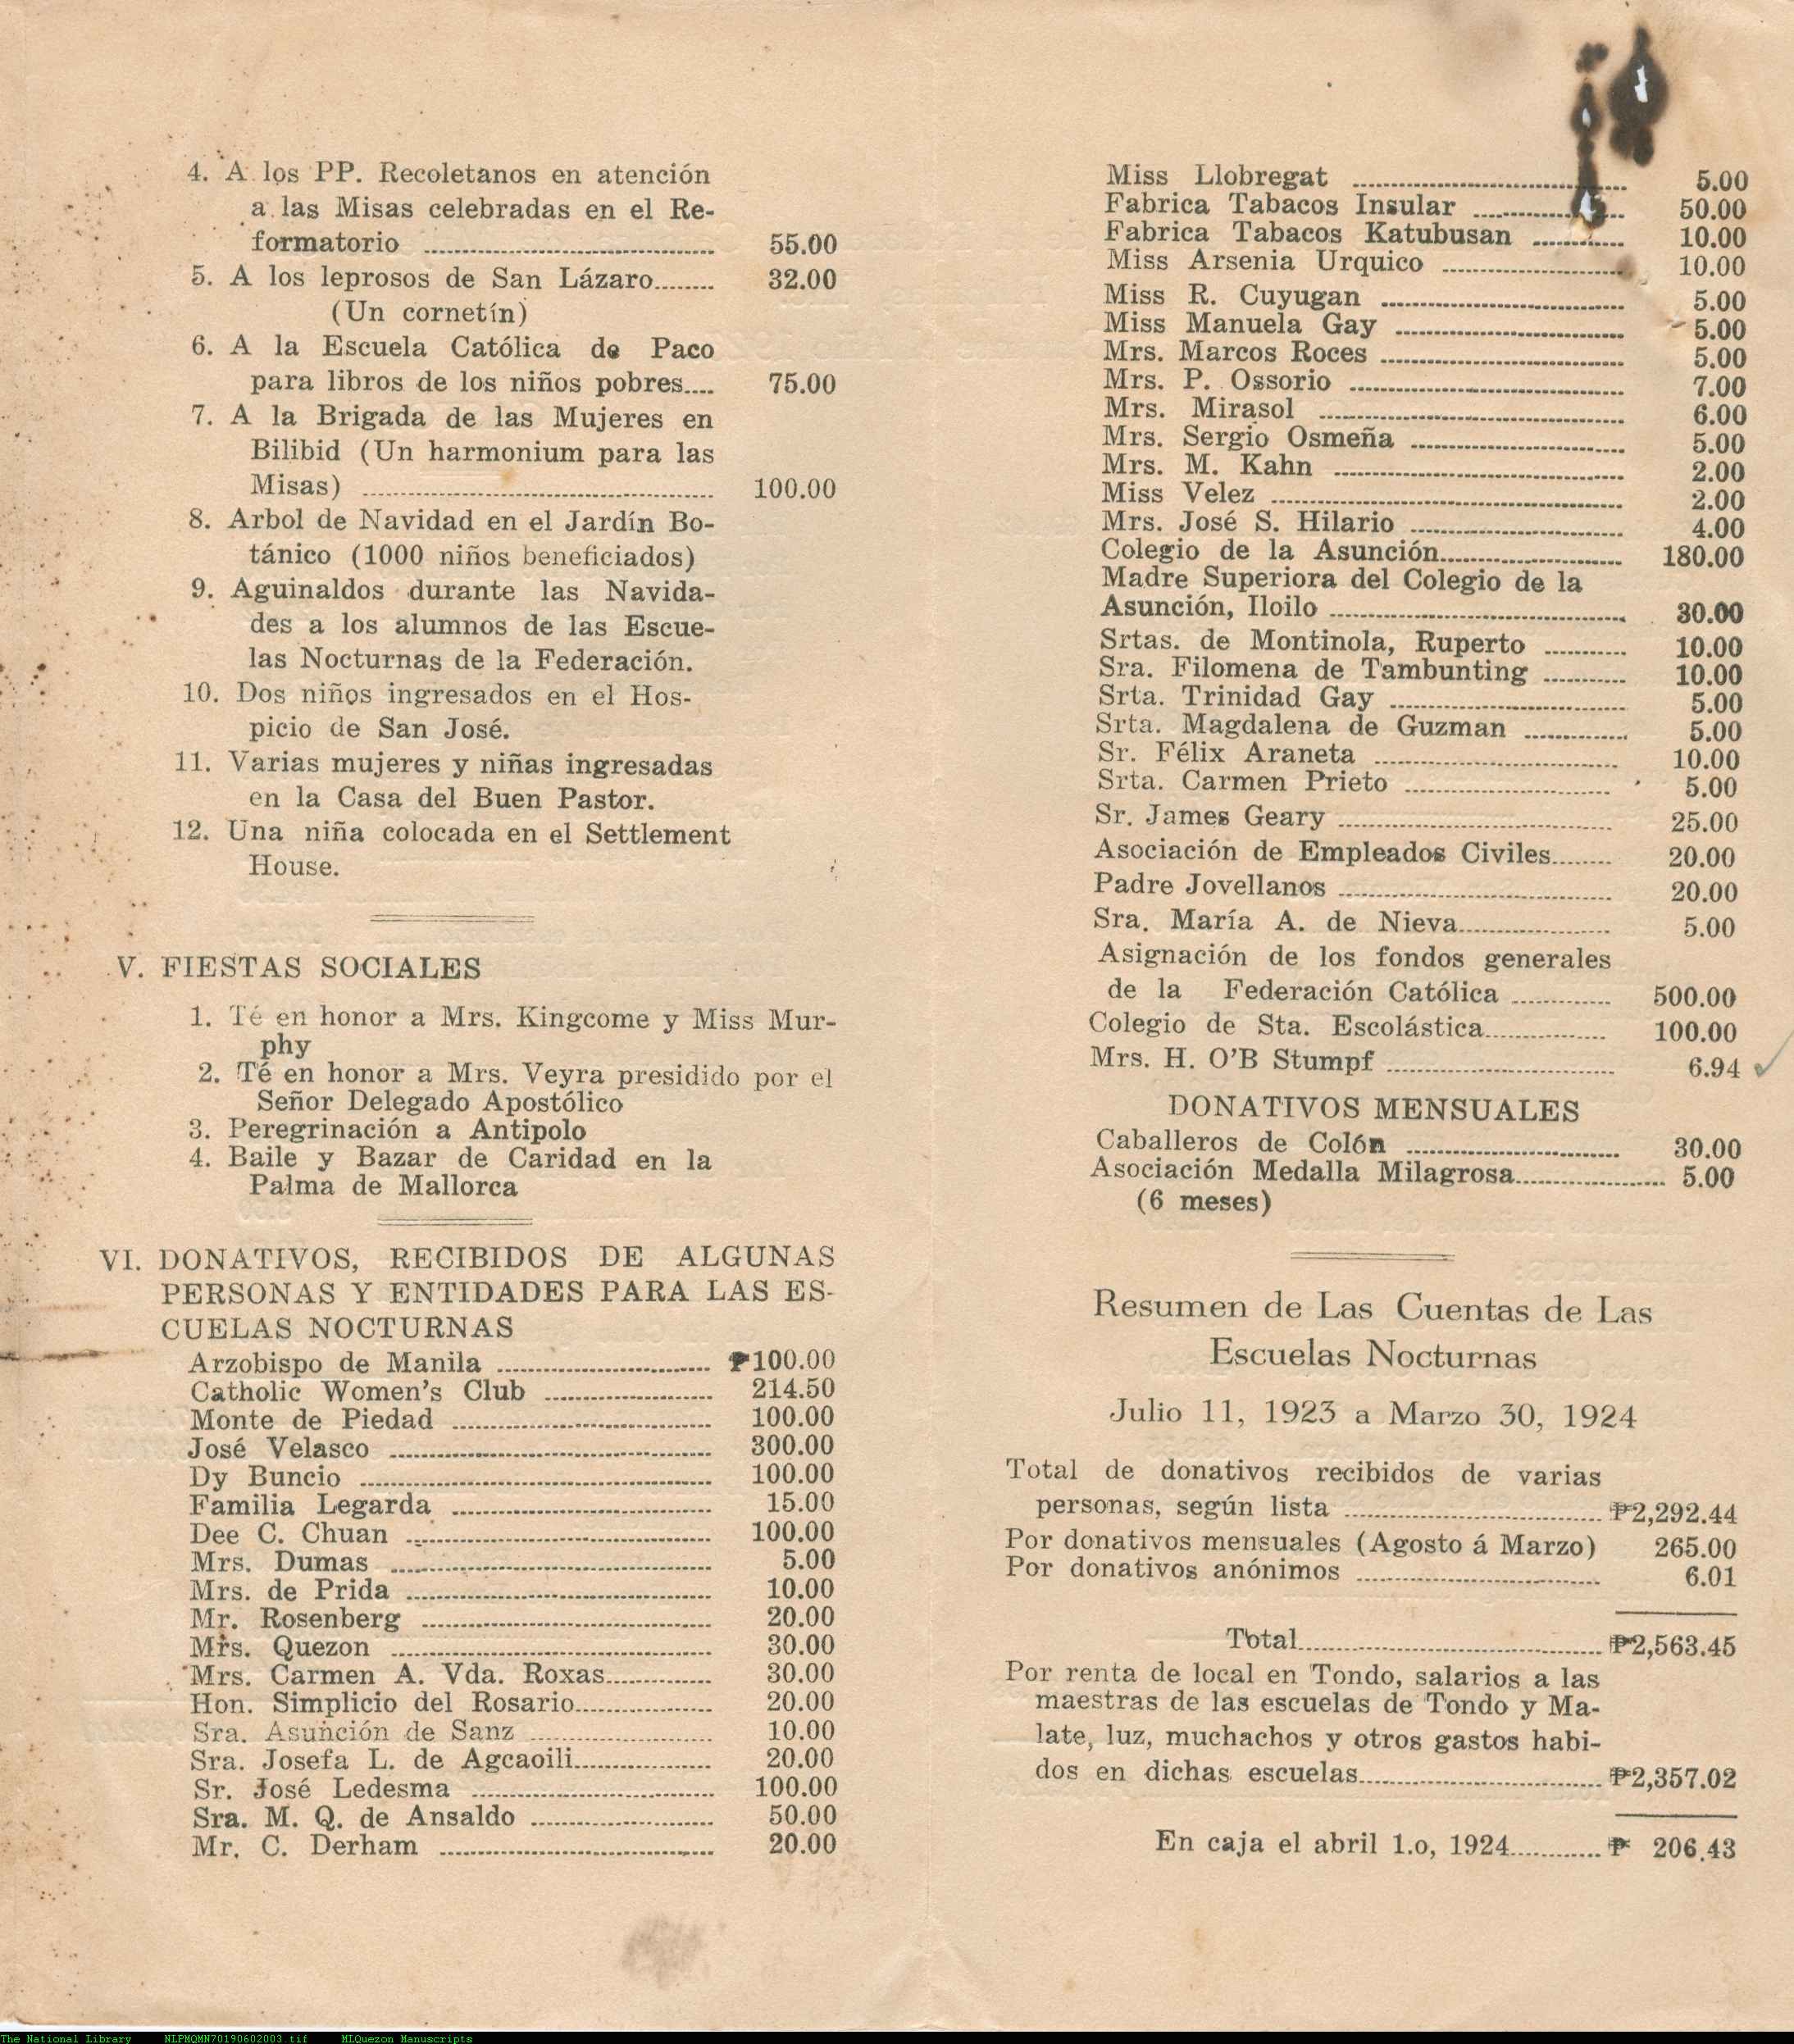 4. A los PP. Recoletanos en atención
a las Misas celebradas en el Re-
formatorio ........ 55.00
5. A los leprosos de San Lázaro........ 32.00
(Un cornetín)
6. A la Escuela Católica de Paco
para libros de los niños pobres.... 75.00
7. A la Brigada de las Mujeres en
Bilibid (Un harmonium para las
Misas) ........ 100.00
8. Arbol de Navidad en el Jardín Bo-
tánico (1000 niños beneficiados)
9. Aguinaldos durante las Navida-
des a los alumnos de las Escue-
las Nocturnas de la Federación.
10. Dos niños ingresados en el Hos-
picio de San José.
11. Varias mujeres y niñas ingresadas
en la Casa del Buen Pastor.
12. Una niña colocada en el Settlement
House.
V. FIESTAS SOCIALES
1. Té en honor a Mrs. Kingcome y Miss Mur-
phy
2. Té en honor a Mrs. Veyra presidido por el
Señor Delegado Apostólico
3. Peregrinación a Antipolo
4. Baile y Bazar de Caridad en la
Palma de Mallorca
VI. DONATIVOS, RECIBIDOS DE ALGUNAS
PERSONAS Y ENTIDADES PARA LAS ES-
CUELAS NOCTURNAS
Arzobispo de Manila ........ ₱100.00
Catholic Women's Club ........ 214.50
Monte de Piedad ........ 100.00
José Velasco ........ 300.00
Dy Buncio ........ 100.00
Familia Legarda ........ 15.00
Dee C. Chuan ........ 100.00
Mrs. Dumas ........ 5.00
Mrs. de Prida ........ 10.00
Mr. Rosenberg ........ 20.00
Mrs. Quezon ........ 30.00
Mrs. Carmen A. Vda. Roxas........ 30.00
Hon. Simplicio del Rosario........ 20.00
Sra. Asunción de Sanz ........ 10.00
Sra. Josefa L. de Agcaoili........ 20.00
Sr. José Ledesma ........ 100.00
Sra. M. Q. de Ansaldo ........ 50.00
Mr. C. Derham ........ 20.00
Miss Llobregat ........ 5.00
Fabrica Tabacos Insular ........ 50.00
Fabrica Tabacos Katubusan ........ 10.00
Miss Arsenia Urquico ........ 10.00
Miss R. Cuyugan ........ 5.00
Miss Manuela Gay ........ 5.00
Mrs. Marcos Roces ........ 5.00
Mrs. P. Ossorio ........ 7.00
Mrs. Mirasol ........ 6.00
Mrs. Sergio Osmeña ........ 5.00
Mrs. M. Kahn ........ 2.00
Miss Velez ........ 2.00
Mrs. José S. Hilario ........ 4.00
Colegio de la Asunción........ 180.00
Madre Superiora del Colegio de la
Asunción, Iloilo ........ 30.00
Srtas. de Montinola, Ruperto ........ 10.00
Sra. Filomena de Tambunting ........ 10.00
Srta. Trinidad Gay ........ 5.00
Srta. Magdalena de Guzman ........ 5.00
Sr. Félix Araneta ........ 10.00
Srta. Carmen Prieto ........ 5.00
Sr. James Geary ........ 25.00
Asociación de Empleados Civiles........ 20.00
Padre Jovellanos ........ 20.00
Sra. María A. de Nieva........ 5.00
Asignación de los fondos generales
de la Federación Católica ........ 500.00
Colegio de Sta. Escolástica........ 100.00
Mrs. H. O'B Stumpf ........ 6.94
DONATIVOS MENSUALES
Caballeros de Colón ........ 30.00
Asociación Medalla Milagrosa........ 5.00
(6 meses)
Resumen de Las Cuentas de Las
Escuelas Nocturnas
Julio 11, 1923 a Marzo 30, 1924
Total de donativos recibidos de varias
personas, según lista ........ ₱2,292.44
Por donativos mensuales (Agosto á Marzo) 265.00
Por donativos anónimos ........ 6.01
Total........ ₱2,563.45
Por renta de local en Tondo, salarios a las
maestras de las escuelas de Tondo y Ma-
late, luz, muchachos y otros gastos habi-
dos en dichas escuelas........ ₱2,357.02
En caja el abril 1.o, 1924........ ₱ 206.43
The National Library NLPMQMN70190602003.tif MLQuezon Manuscripts